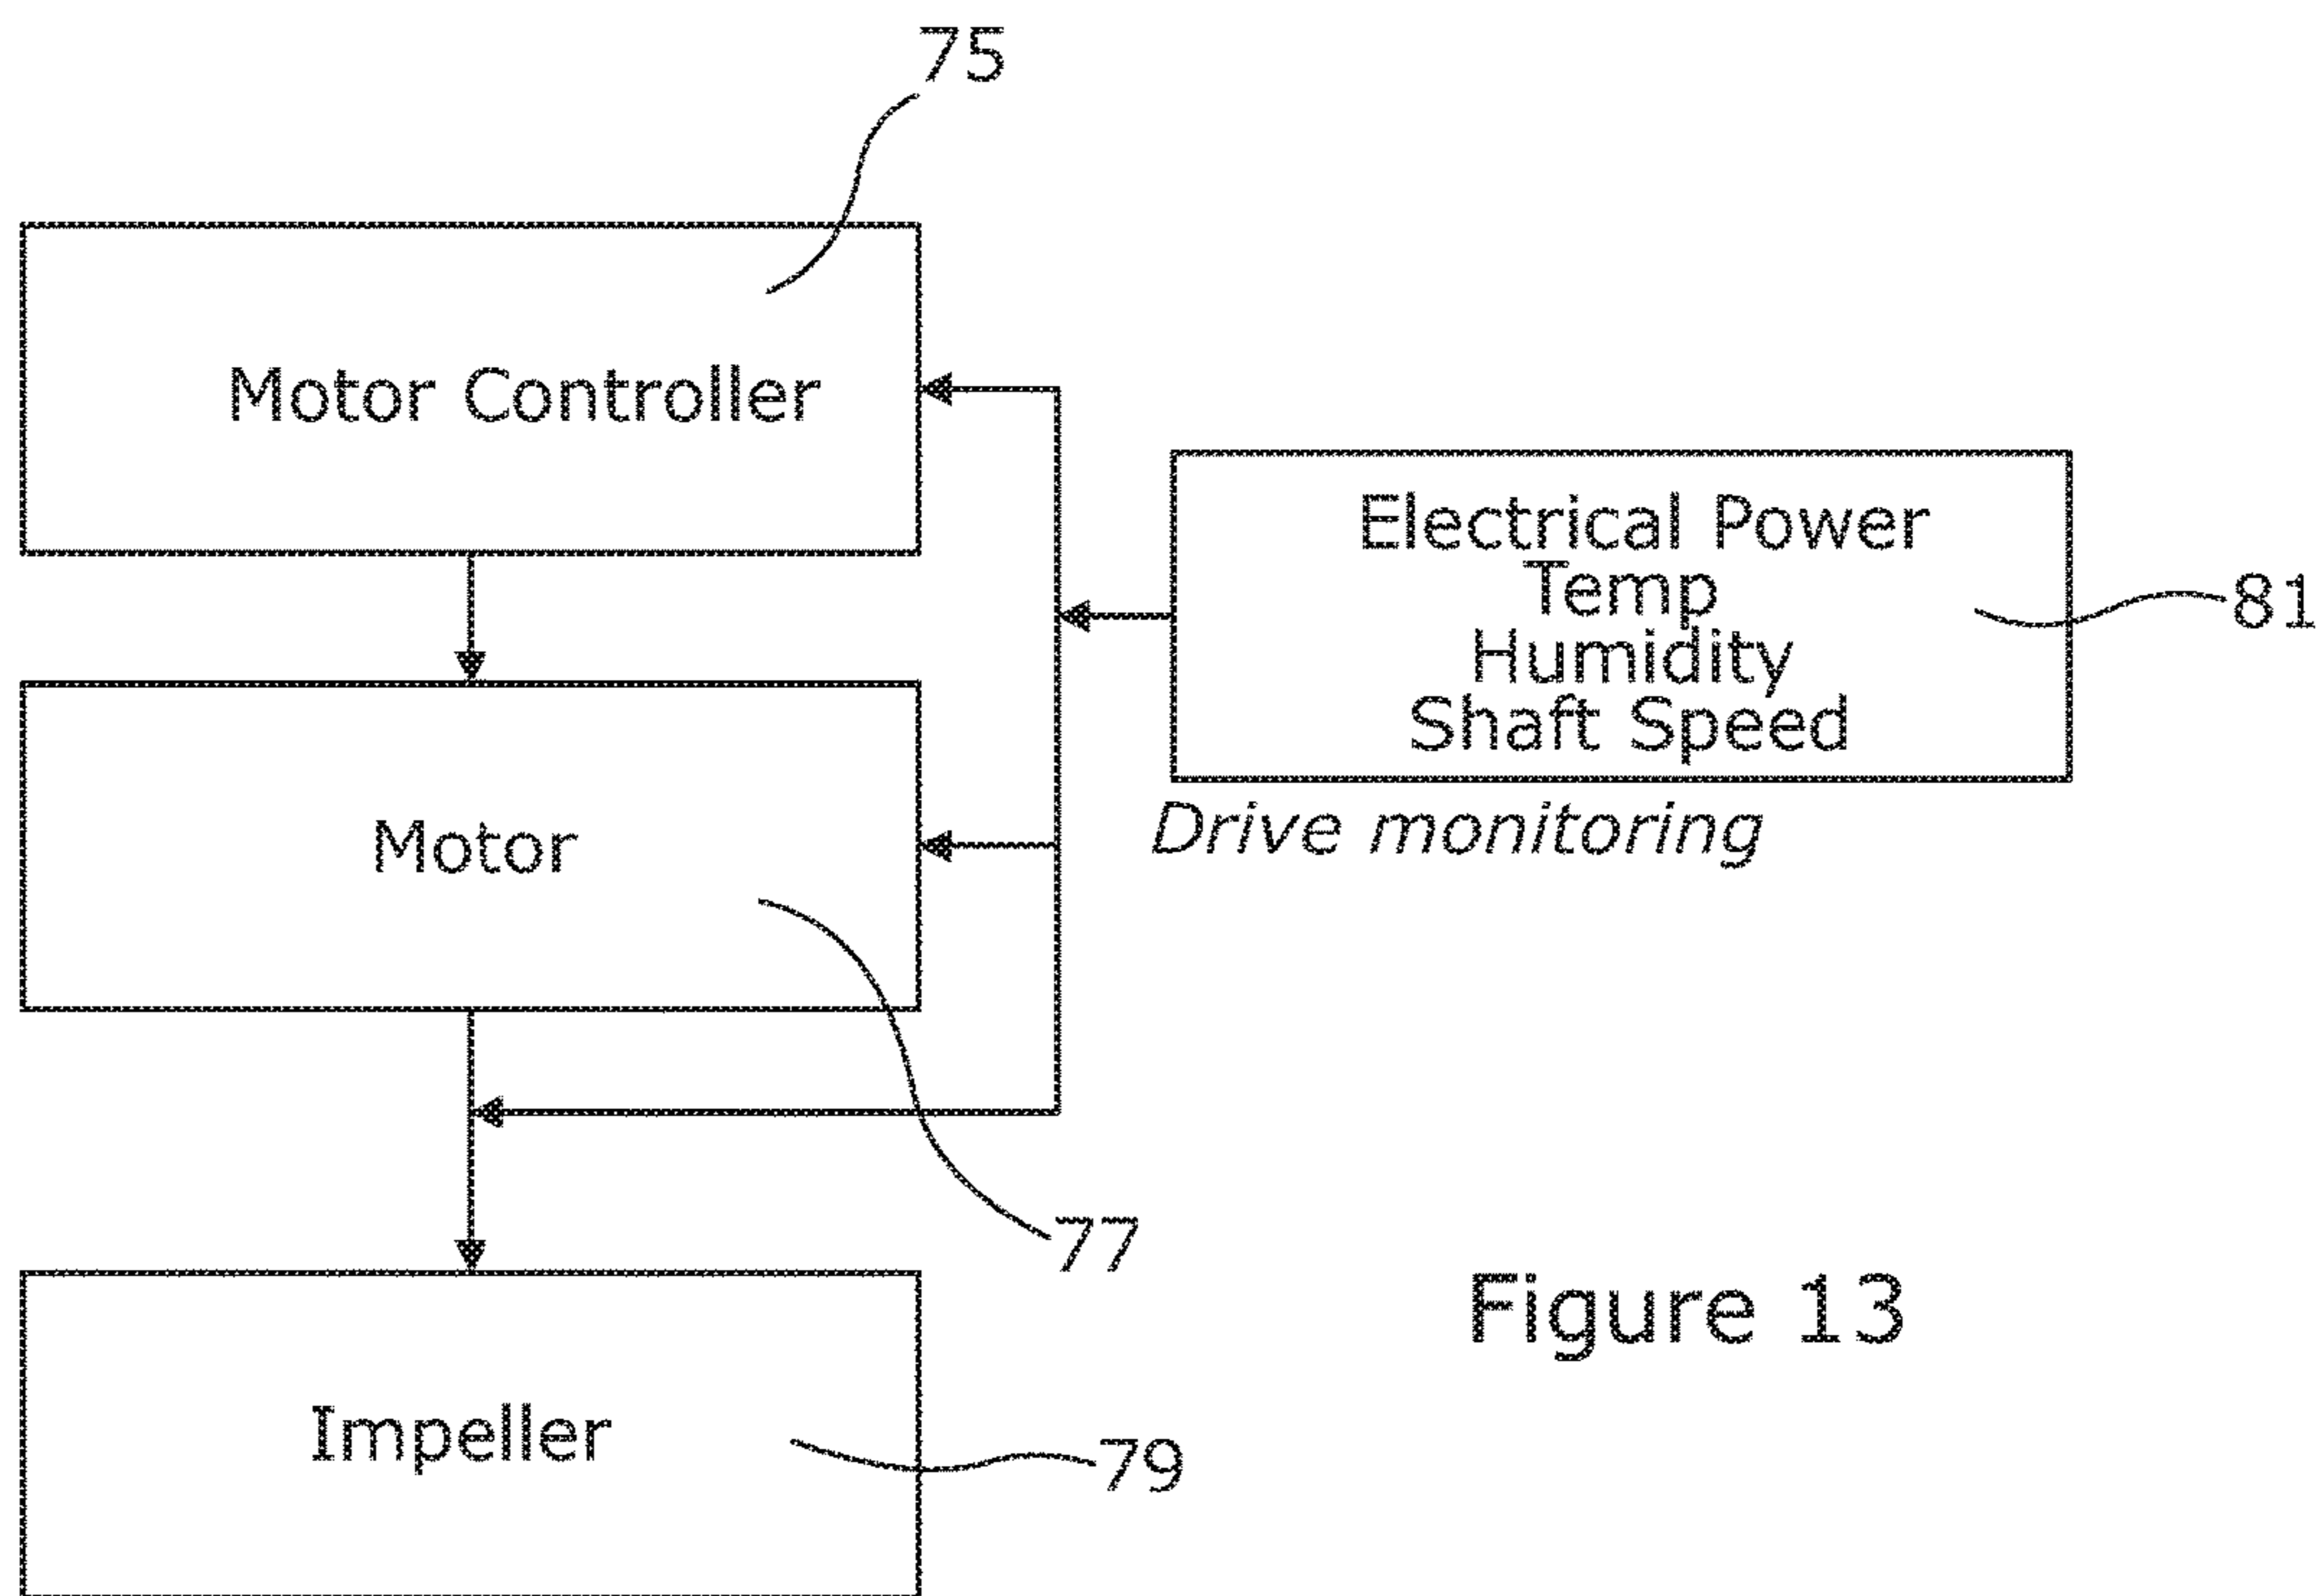 75
Motor Controller
Electrical Power
Temp
Humidity
Shaft Speed
81
Drive monitoring
Motor
77
Impeller
79
Figure 13